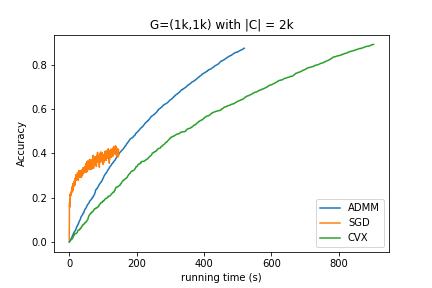 G=(1k,1k) with |C| = 2k
Accuracy
0.8
0.6
0.4
0.2
0.0
0
200
400
600
800
running time (s)
ADMM
SGD
CVX